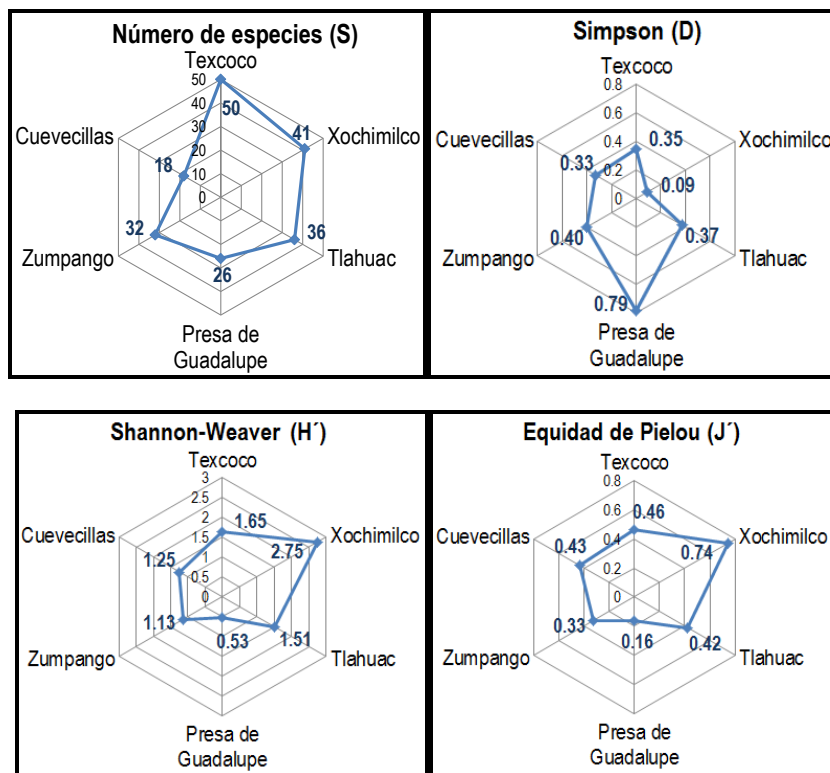 Número de especies (S)
Texcoco
50
40
30
20
10
0
50
41
Xochimilco
36
Tlahuac
26
Presa de
Guadalupe
32
Zumpango
18
Cuevecillas
Simpson (D)
Texcoco
0.8
0.6
0.4
0.2
0
0.35
Xochimilco
0.09
0.37
Tlahuac
0.79
Presa de
Guadalupe
0.40
Zumpango
0.33
Cuevecillas
Shannon-Weaver (H´)
Texcoco
3
2.5
2
1.5
1
0.5
0
1.65
Xochimilco
2.75
1.51
Tlahuac
0.53
Presa de
Guadalupe
1.13
Zumpango
1.25
Cuevecillas
Equidad de Pielou (J´)
Texcoco
0.8
0.6
0.4
0.2
0
0.46
Xochimilco
0.74
0.42
Tlahuac
0.16
Presa de
Guadalupe
0.33
Zumpango
0.43
Cuevecillas